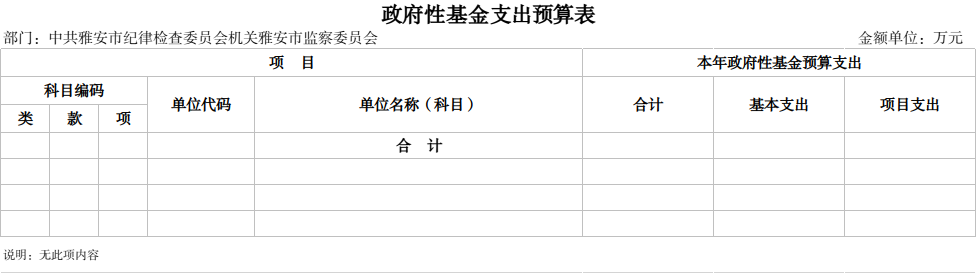 政府性基金支出预算表
部门：中共雅安市纪律检查委员会机关雅安市监察委员会 金额单位：万元
项 目 本年政府性基金预算支出
科目编码 单位代码 单位名称（科目） 合计 基本支出 项目支出
类 款 项
合 计
说明：无此项内容